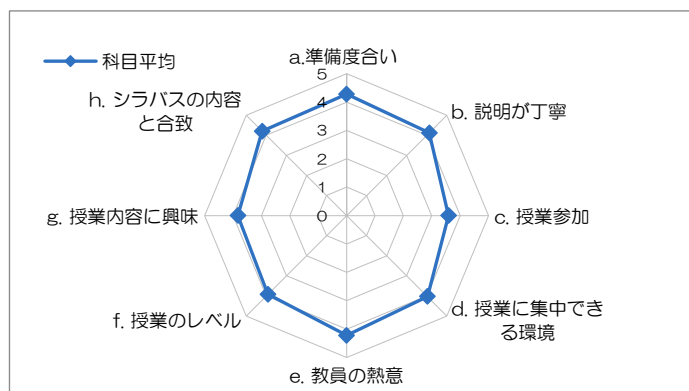 科目平均
a.準備度合い
b. 説明が丁寧
c. 授業参加
d. 授業に集中でき
る環境
e. 教員の熱意
f. 授業のレベル
g. 授業内容に興味
h. シラバスの内容
と合致
5
4
3
2
1
0